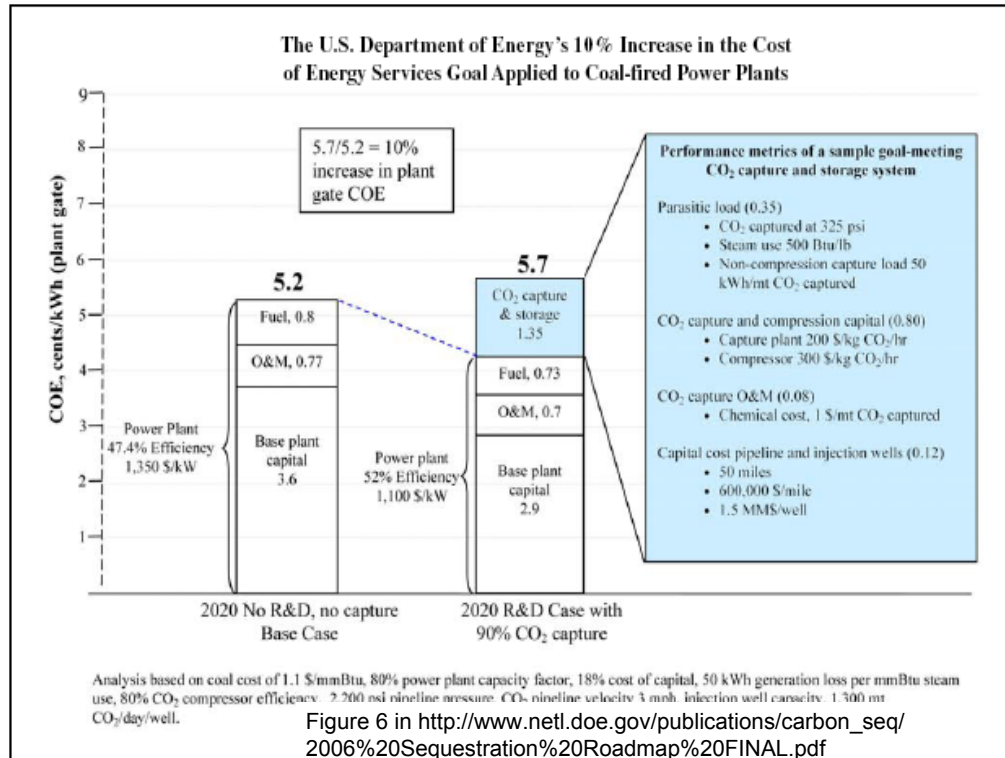 The U.S. Department of Energy's 10% Increase in the Cost
of Energy Services Goal Applied to Coal-fired Power Plants
COE, cents/kWh (plant gate)
9
8
7
6
5
4
3
2
1
5.7/5.2 = 10%
increase in plant
gate COE
5.2
Fuel, 0.8
O&M, 0.77
Base plant
capital
3.6
Power Plant
47.4% Efficiency
1,350 $/kW
2020 No R&D, no capture
Base Case
5.7
CO₂ capture
& storage
1.35
Fuel, 0.73
O&M, 0.7
Base plant
capital
2.9
Power plant
52% Efficiency
1,100 $/kW
2020 R&D Case with
90% CO₂ capture
Performance metrics of a sample goal-meeting
CO₂ capture and storage system
Parasitic load (0.35)
• CO₂ captured at 325 psi
• Steam use 500 Btu/lb
• Non-compression capture load 50
kWh/mt CO₂ captured
CO₂ capture and compression capital (0.80)
• Capture plant 200 $/kg CO₂/hr
• Compressor 300 $/kg CO₂/hr
CO₂ capture O&M (0.08)
• Chemical cost, 1 $/mt CO₂ captured
Capital cost pipeline and injection wells (0.12)
• 50 miles
• 600,000 $/mile
• 1.5 MM$/well
Analysis based on coal cost of 1.1 $/mmBtu, 80% power plant capacity factor, 18% cost of capital, 50 kWh generation loss per mmBtu steam
use, 80% CO₂ compressor efficiency, 2,200 psi pipeline pressure, CO₂ pipeline velocity 3 mph, injection well capacity, 1,300 mt
CO₂/day/well.
Figure 6 in http://www.netl.doe.gov/publications/carbon_seq/
2006%20Sequestration%20Roadmap%20FINAL.pdf